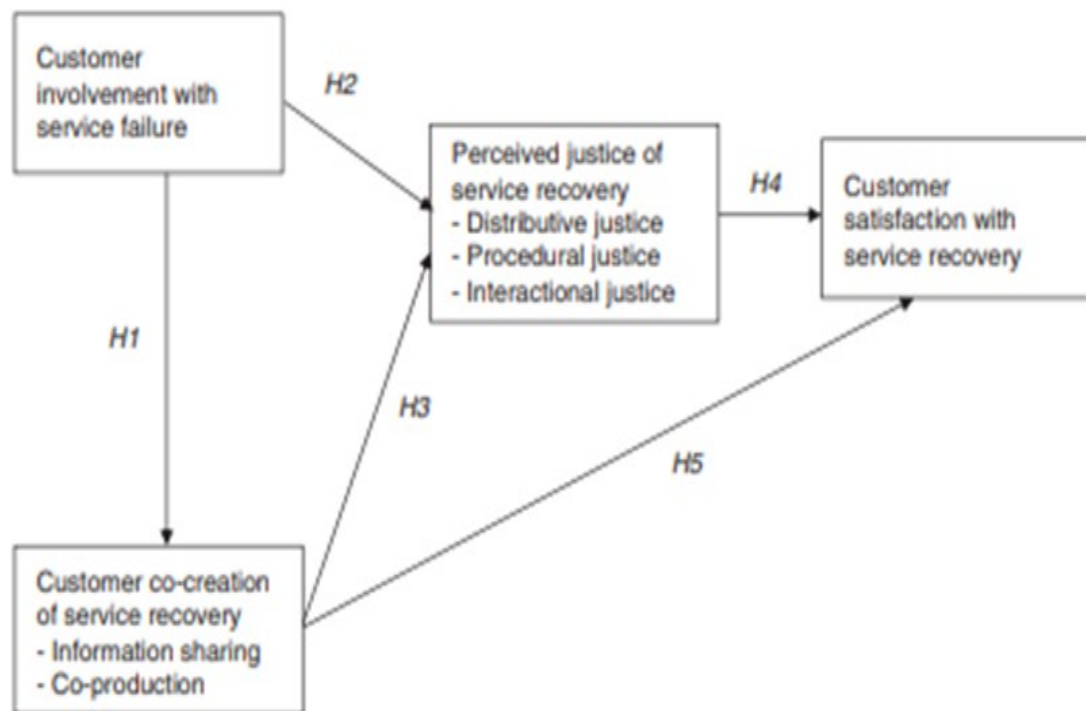 Customer
involvement with
service failure
H2
Perceived justice of
service recovery
- Distributive justice
- Procedural justice
- Interactional justice
H4
Customer
satisfaction with
service recovery
H1
H3
H5
Customer co-creation
of service recovery
- Information sharing
- Co-production